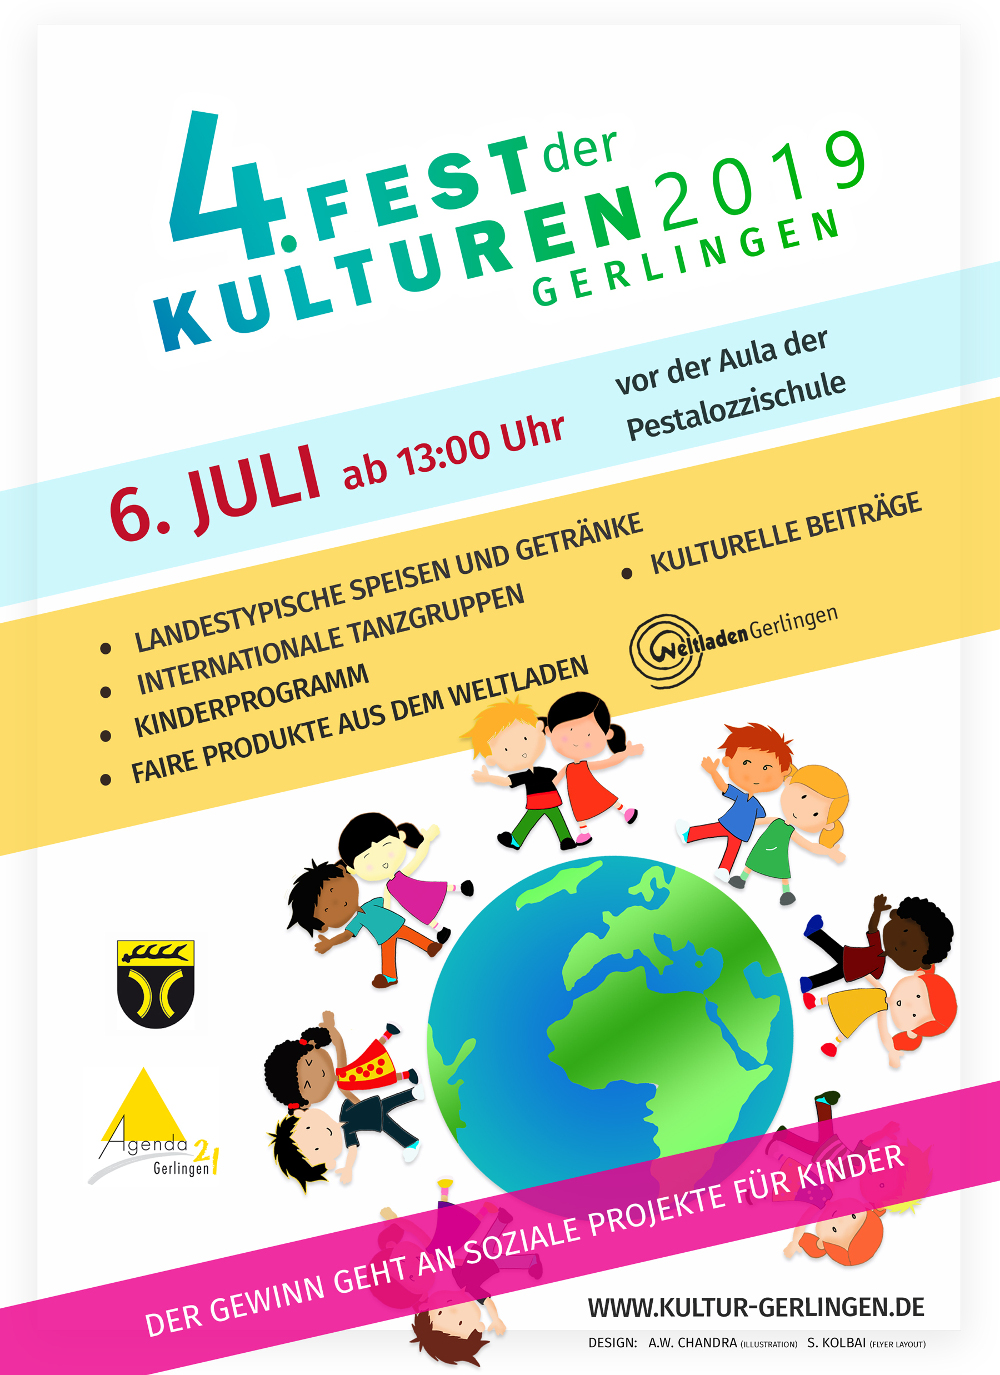 4. FEST der
KULTUREN 2019
GERLINGEN
vor der Aula der
Pestalozzischule
6. JULI ab 13:00 Uhr
• LANDESTYPISCHE SPEISEN UND GETRÄNKE
• INTERNATIONALE TANZGRUPPEN
• KINDERPROGRAMM
• FAIRE PRODUKTE AUS DEM WELTLADEN
• KULTURELLE BEITRÄGE
Weltladen Gerlingen
Agenda 21
Gerlingen
DER GEWINN GEHT AN SOZIALE PROJEKTE FÜR KINDER
WWW.KULTUR-GERLINGEN.DE
DESIGN: A.W. CHANDRA (ILLUSTRATION) S. KOLBAI (FLYER LAYOUT)